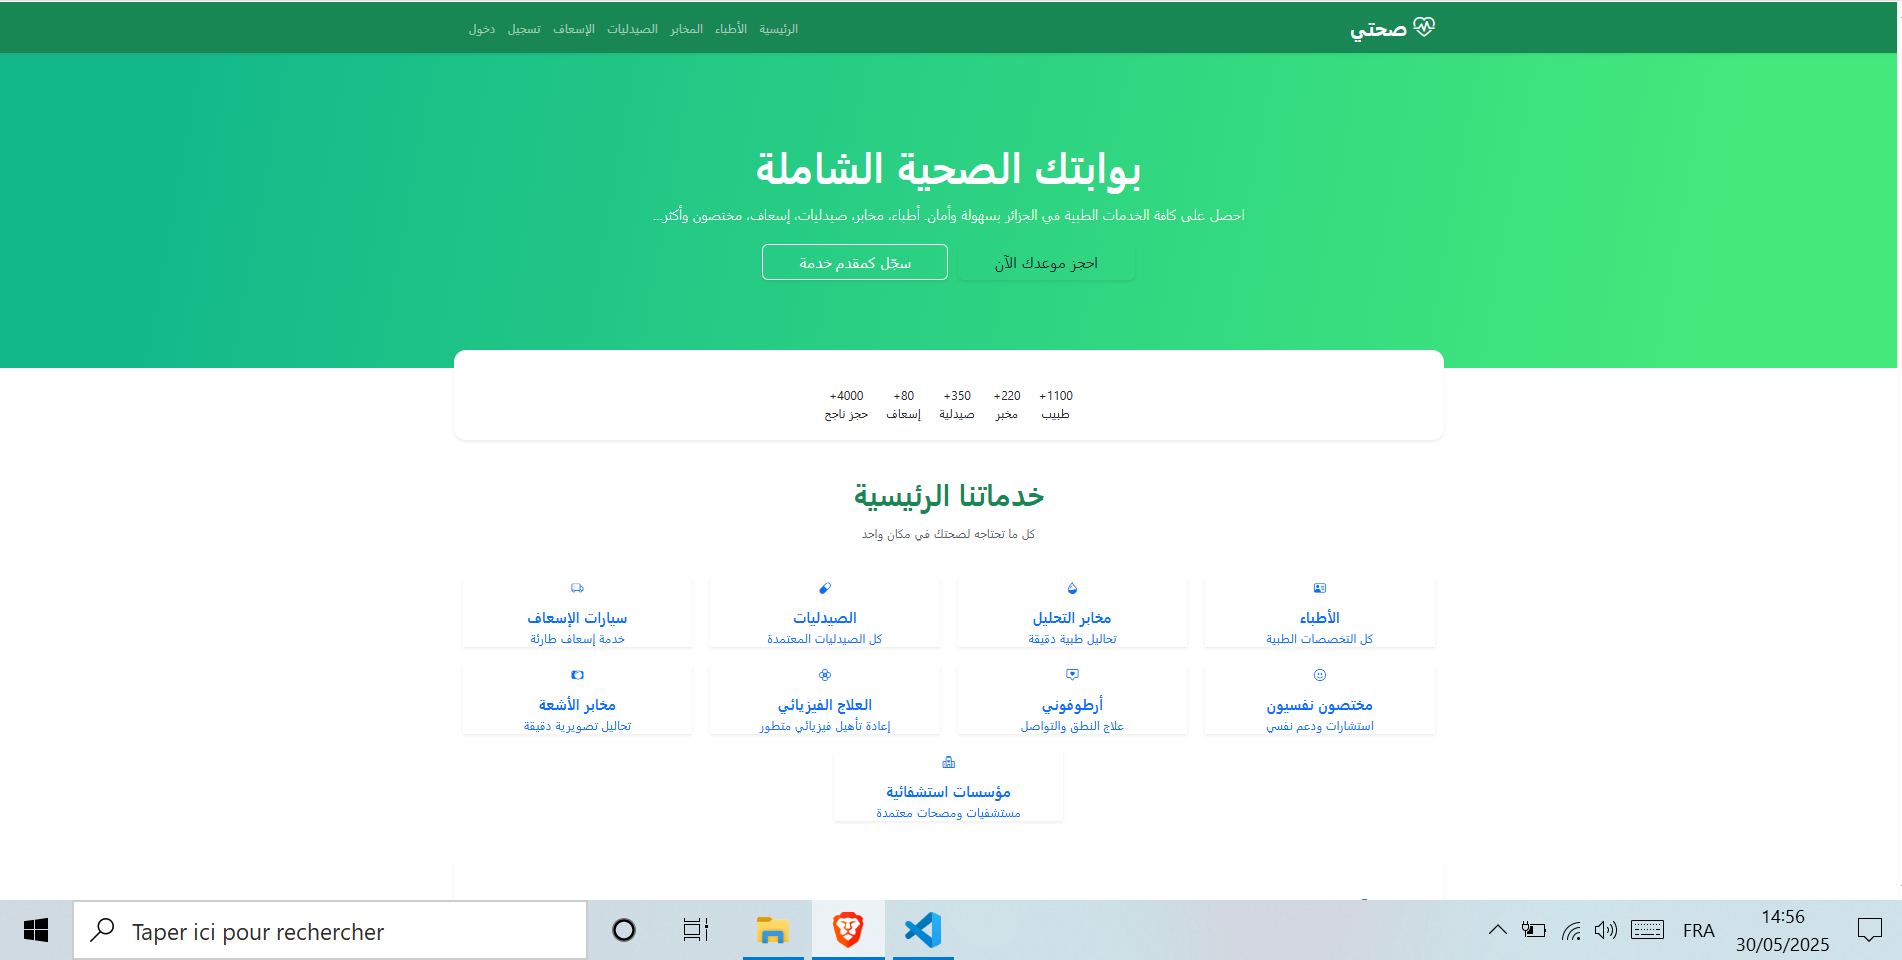 صحتي
الرئيسية الأطباء المخابر الصيدليات الإسعاف تسجيل دخول
بوابتك الصحية الشاملة
احصل على كافة الخدمات الطبية في الجزائر بسهولة وأمان. أطباء، مخابر، صيدليات، إسعاف، مختصون وأكثر...
احجز موعدك الآن
سجّل كمقدم خدمة
+1100 +220 +350 +80 +4000
طبيب مخبر صيدلية إسعاف حجز ناجح
خدماتنا الرئيسية
كل ما تحتاجه لصحتك في مكان واحد
الأطباء
كل التخصصات الطبية
مخابر التحليل
تحاليل طبية دقيقة
الصيدليات
كل الصيدليات المعتمدة
سيارات الإسعاف
خدمة إسعاف طارئة
مختصون نفسيون
استشارات ودعم نفسي
أرطوفوني
علاج النطق والتواصل
العلاج الفيزيائي
إعادة تأهيل فيزيائي متطور
مخابر الأشعة
تحاليل تصويرية دقيقة
مؤسسات استشفائية
مستشفيات ومصحات معتمدة
Taper ici pour rechercher
FRA
14:56
30/05/2025